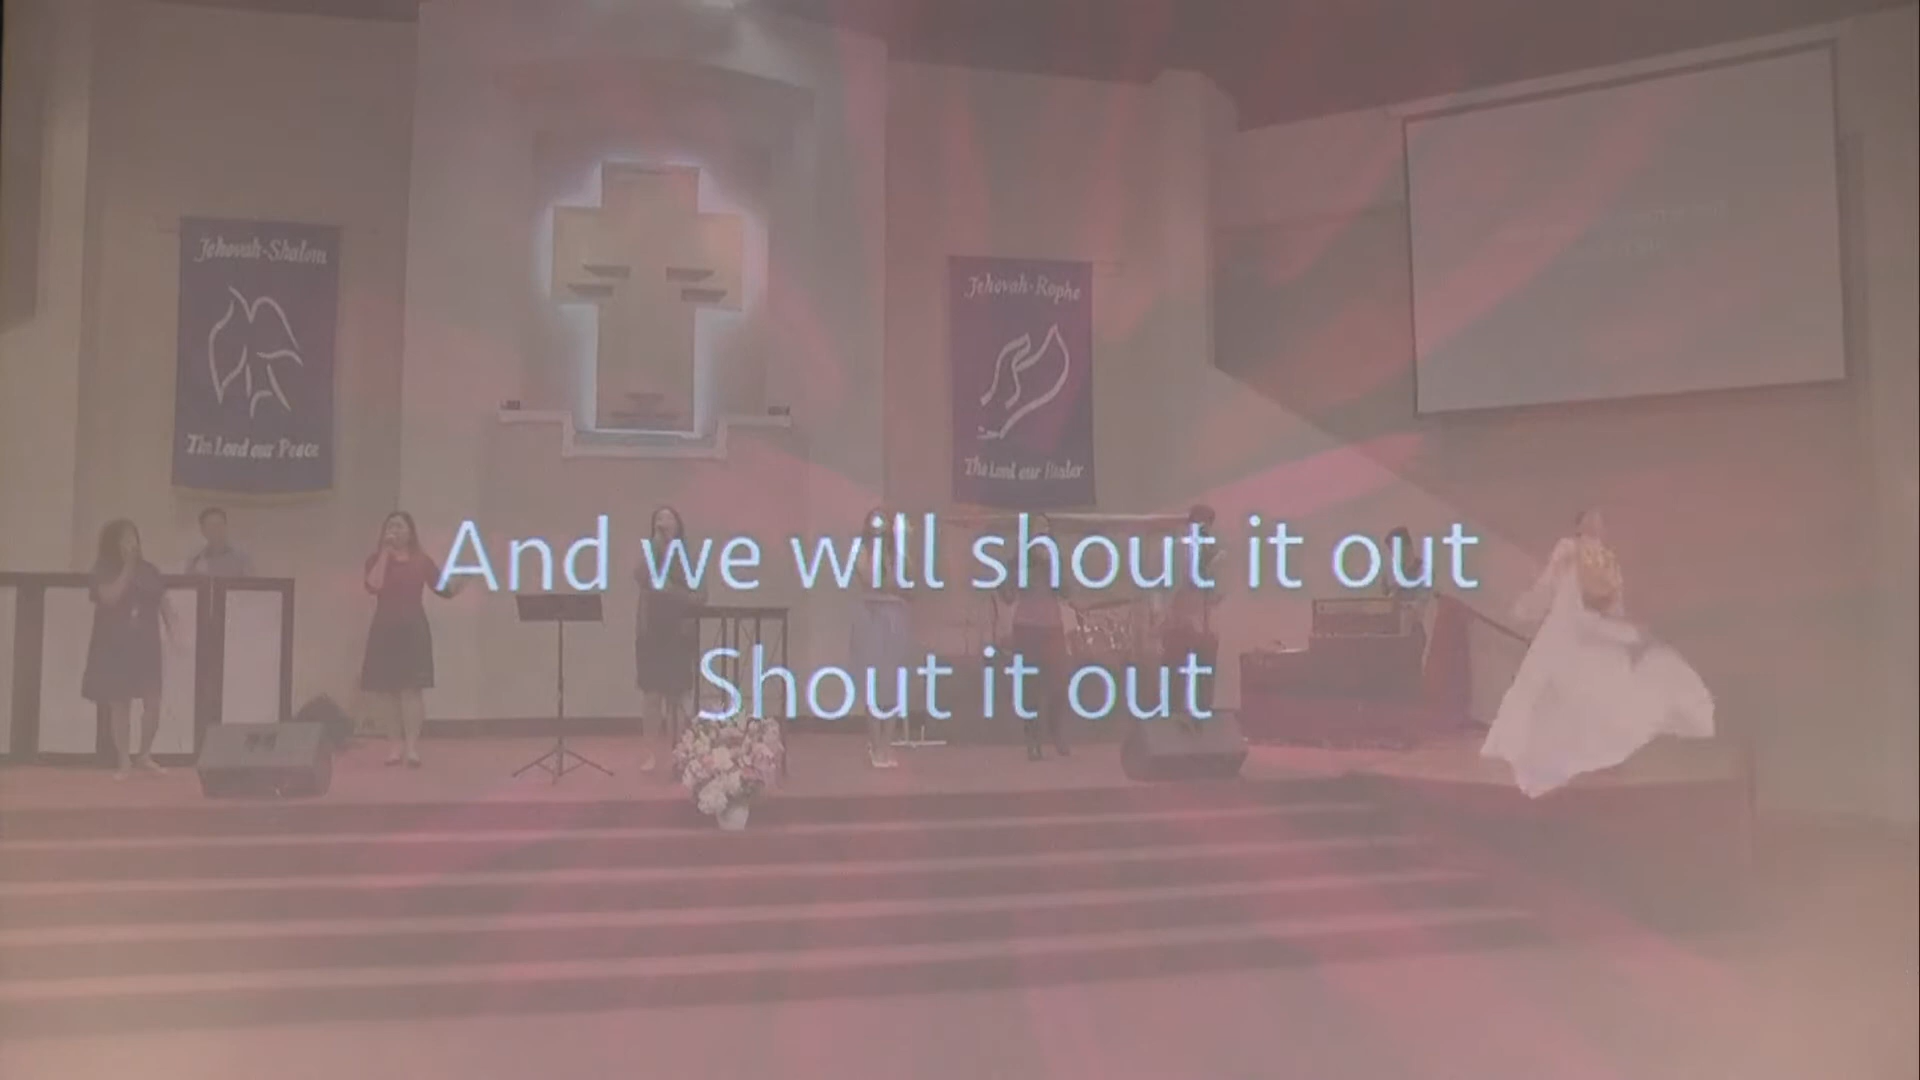 Jehovah-Shalom
The Lord our Peace
Jehovah-Rophe
The Lord our Healer
And we will shout it out
Shout it out